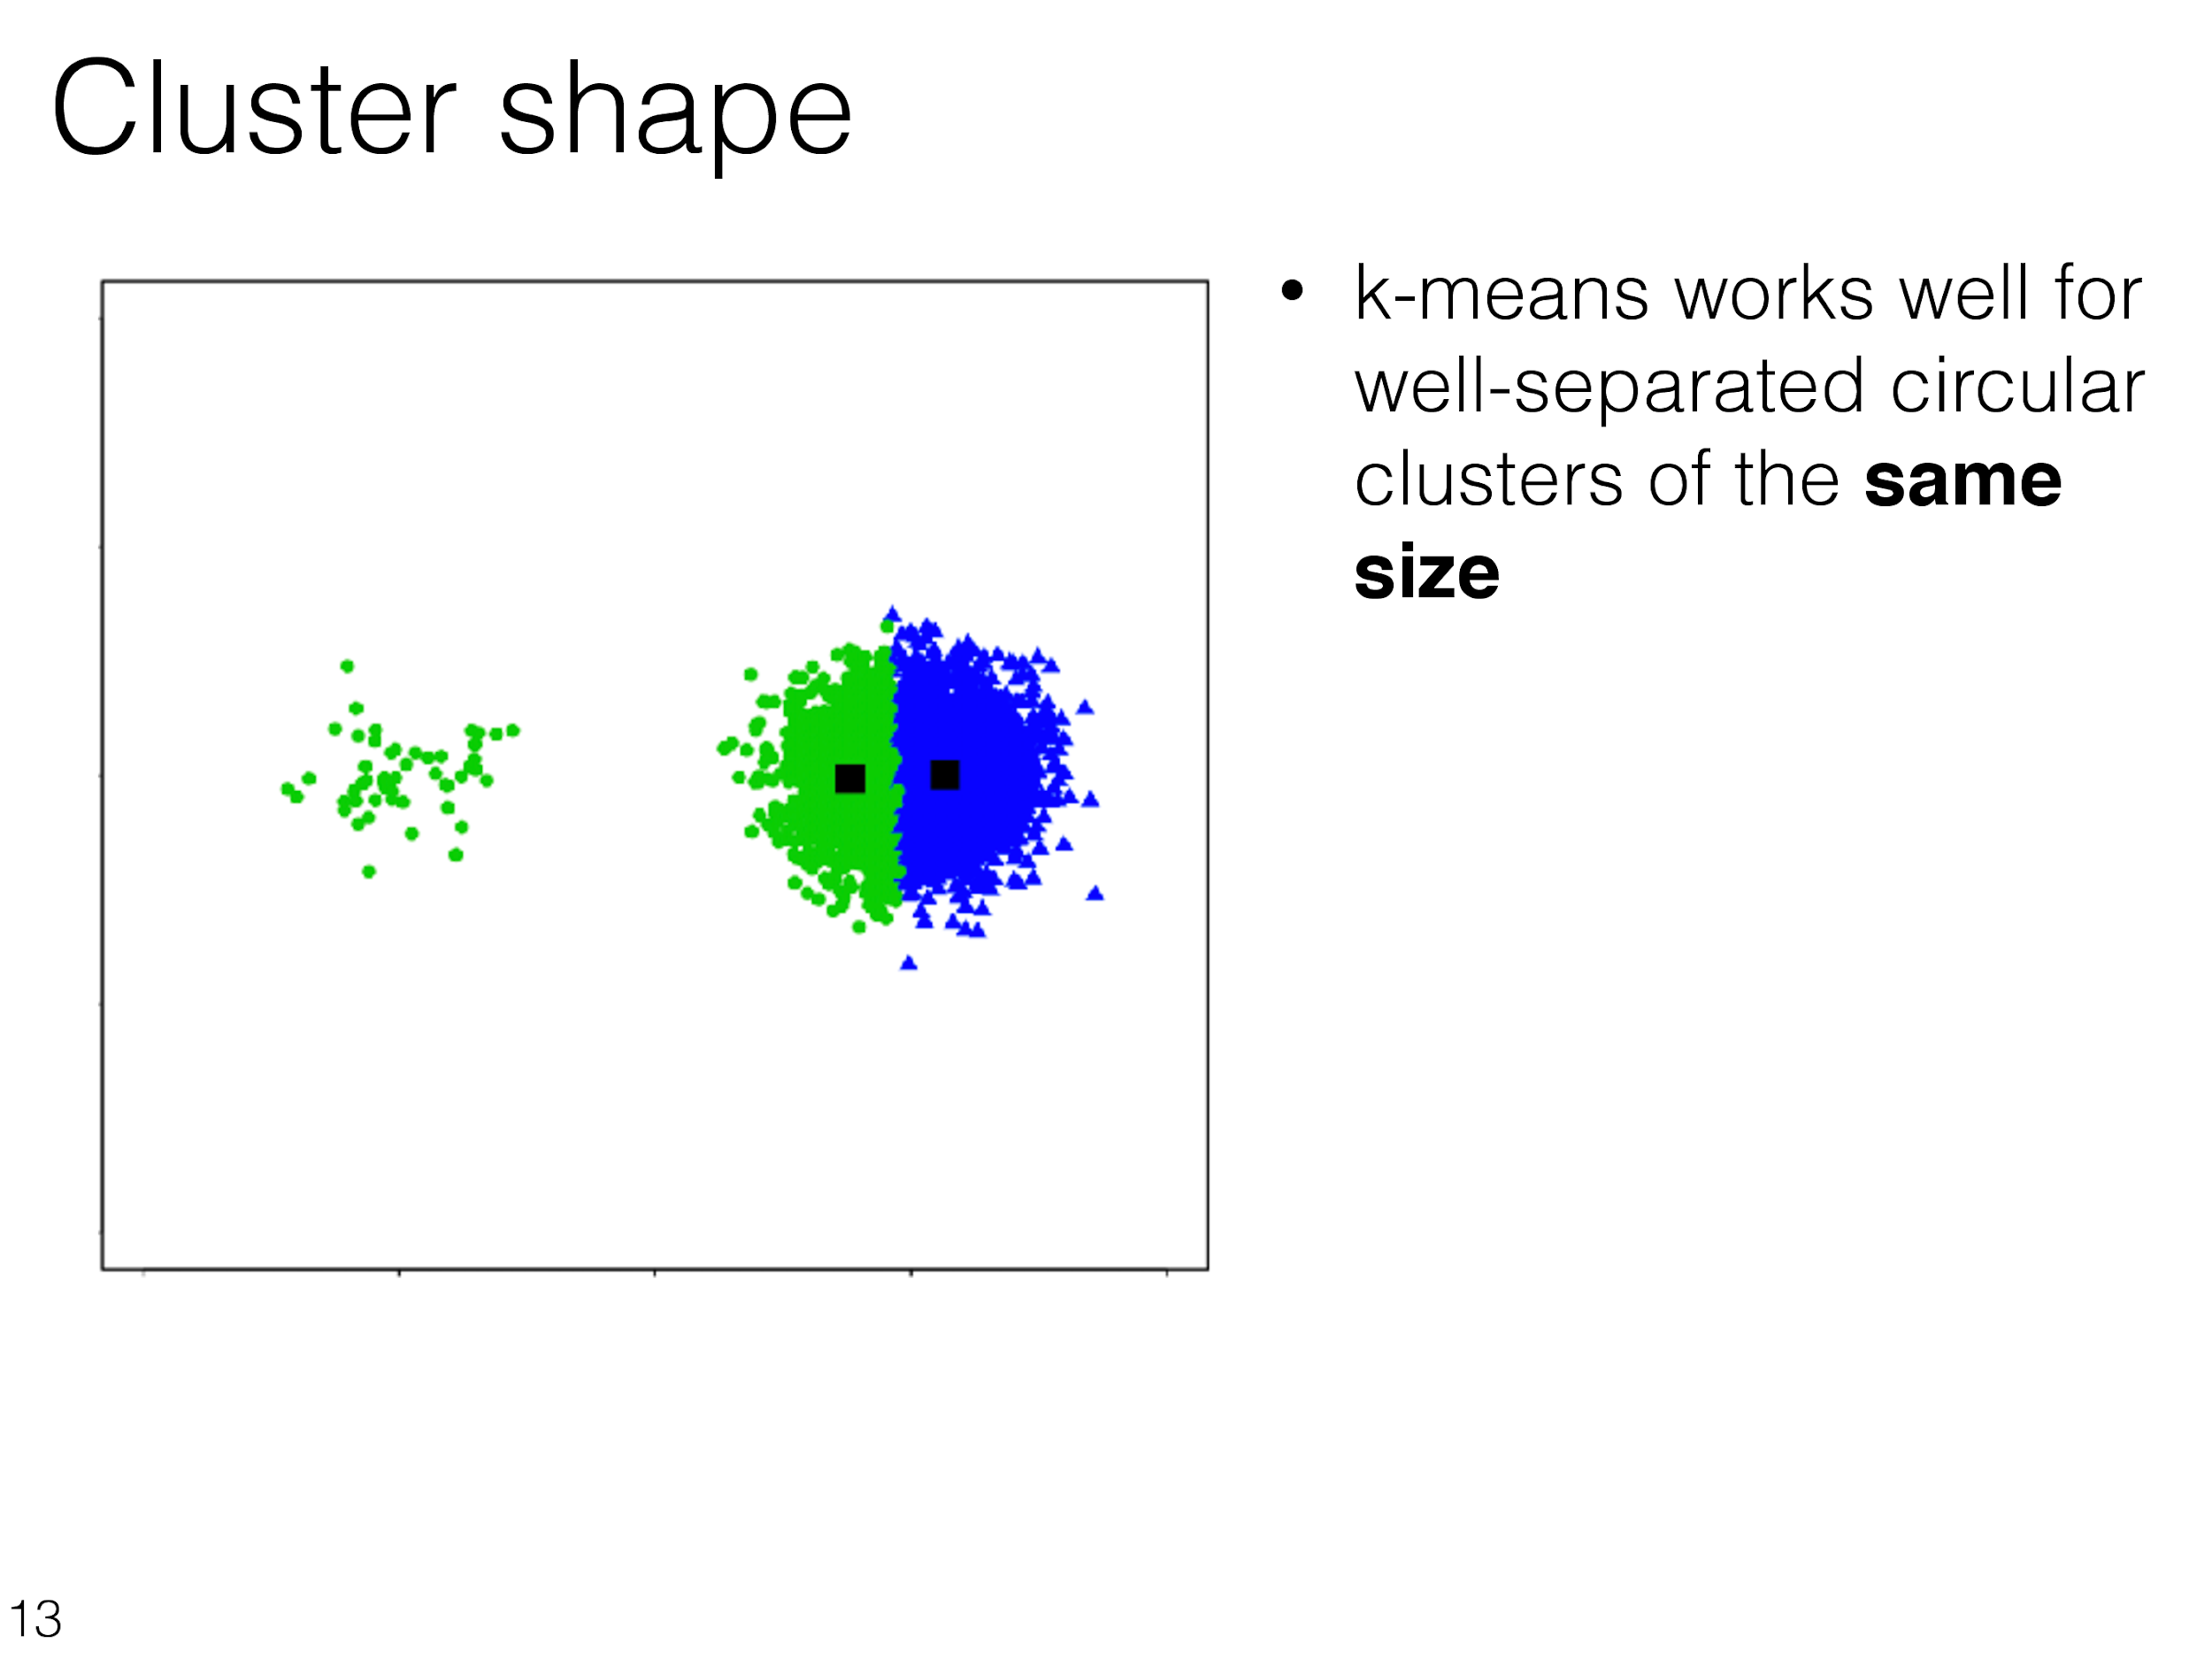 Cluster shape
• k-means works well for
well-separated circular
clusters of the same
size
13